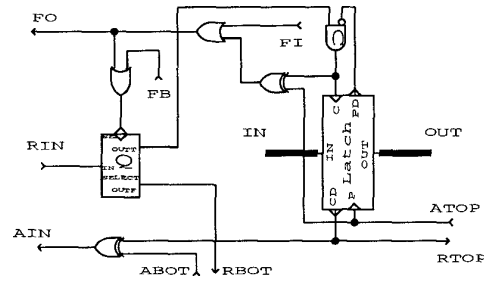 FO
FI
FB
C
PD
RIN
OUTT
IN
SELECT
OUTF
IN
IN
Latch
OUT
OUT
CD
P
ATOP
AIN
ABOT
RBOT
RTOP